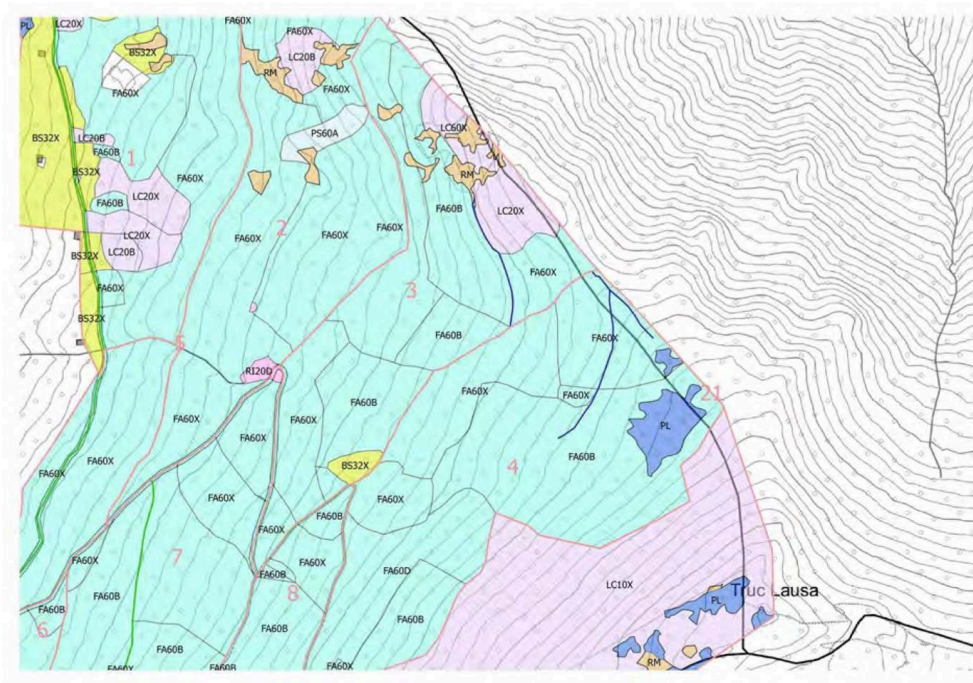 PL
LC20X
FA60X
FA60X
BS32X
LC20B
RM
FA60X
FA60X
PS60A
LC60X
BS32X
LC20B
FA60B
1
BS32X
FA60X
RM
FA60B
LC20X
FA60B
LC20X
LC20X
FA60X
2
FA60X
FA60X
LC20B
BS32X
FA60X
FA60X
3
BS32X
FA60B
FA60X
5
RI20D
FA60X
FA60X
21
FA60B
FA60X
FA60X
FA60X
PL
FA60X
FA60B
4
FA60X
FA60X
BS32X
FA60X
FA60X
FA60B
FA60X
7
FA60X
FA60X
FA60D
FA60B
LC10X
8
FA60B
PL
Truc Lausa
FA60B
6
FA60B
FA60B
FA60B
FA60X
FA60B
FA60X
RM